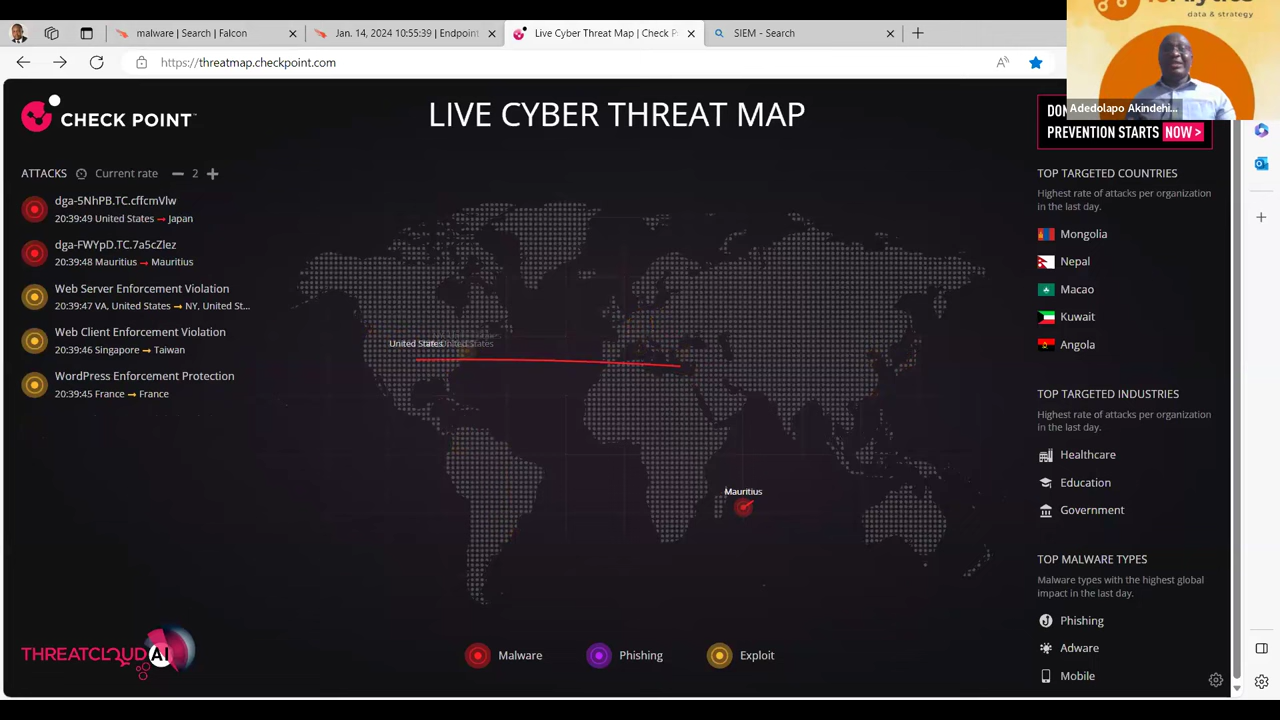 malware | Search | Falcon
Jan. 14, 2024 10:55:39 | Endpoint
Live Cyber Threat Map | Check P
SIEM - Search
data & strategy
https://threatmap.checkpoint.com
Adedolapo Akindehi...
CHECK POINT
LIVE CYBER THREAT MAP
PREVENTION STARTS NOW >
ATTACKS Current rate − 2 +
dga-5NhPB.TC.cffcmVlw
20:39:49 United States → Japan
dga-FWYpD.TC.7a5cZlez
20:39:48 Mauritius → Mauritius
Web Server Enforcement Violation
20:39:47 VA, United States → NY, United St...
Web Client Enforcement Violation
20:39:46 Singapore → Taiwan
WordPress Enforcement Protection
20:39:45 France → France
United States
United States
Mauritius
TOP TARGETED COUNTRIES
Highest rate of attacks per organization
in the last day.
Mongolia
Nepal
Macao
Kuwait
Angola
TOP TARGETED INDUSTRIES
Highest rate of attacks per organization
in the last day.
Healthcare
Education
Government
TOP MALWARE TYPES
Malware types with the highest global
impact in the last day.
Phishing
Adware
Mobile
THREATCLOUD AI
Malware
Phishing
Exploit